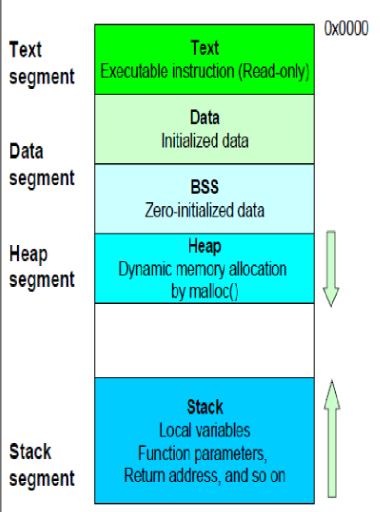 0x0000
Text
segment
Text
Executable instruction (Read-only)
Data
segment
Data
Initialized data
BSS
Zero-initialized data
Heap
segment
Heap
Dynamic memory allocation
by malloc()
Stack
segment
Stack
Local variables
Function parameters,
Return address, and so on